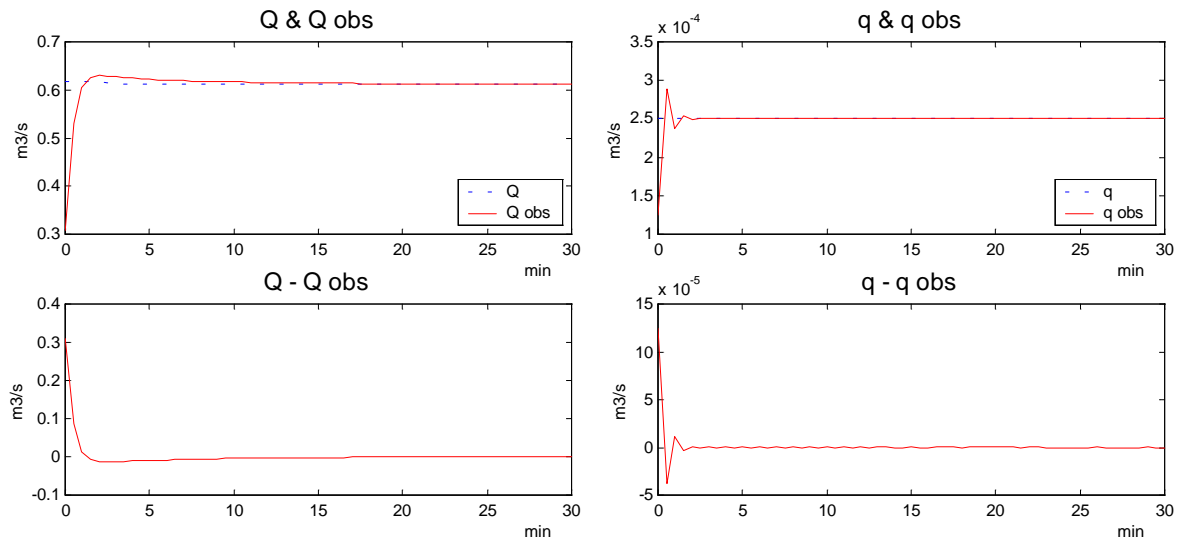 Q & Q obs
0.7
0.6
0.5
0.4
0.3
m3/s
Q
Q obs
0 5 10 15 20 25 30
min
q & q obs
x 10-4
3.5
3
2.5
2
1.5
1
m3/s
q
q obs
0 5 10 15 20 25 30
min
Q - Q obs
0.4
0.3
0.2
0.1
0
-0.1
m3/s
0 5 10 15 20 25 30
min
q - q obs
x 10-5
15
10
5
0
-5
m3/s
0 5 10 15 20 25 30
min